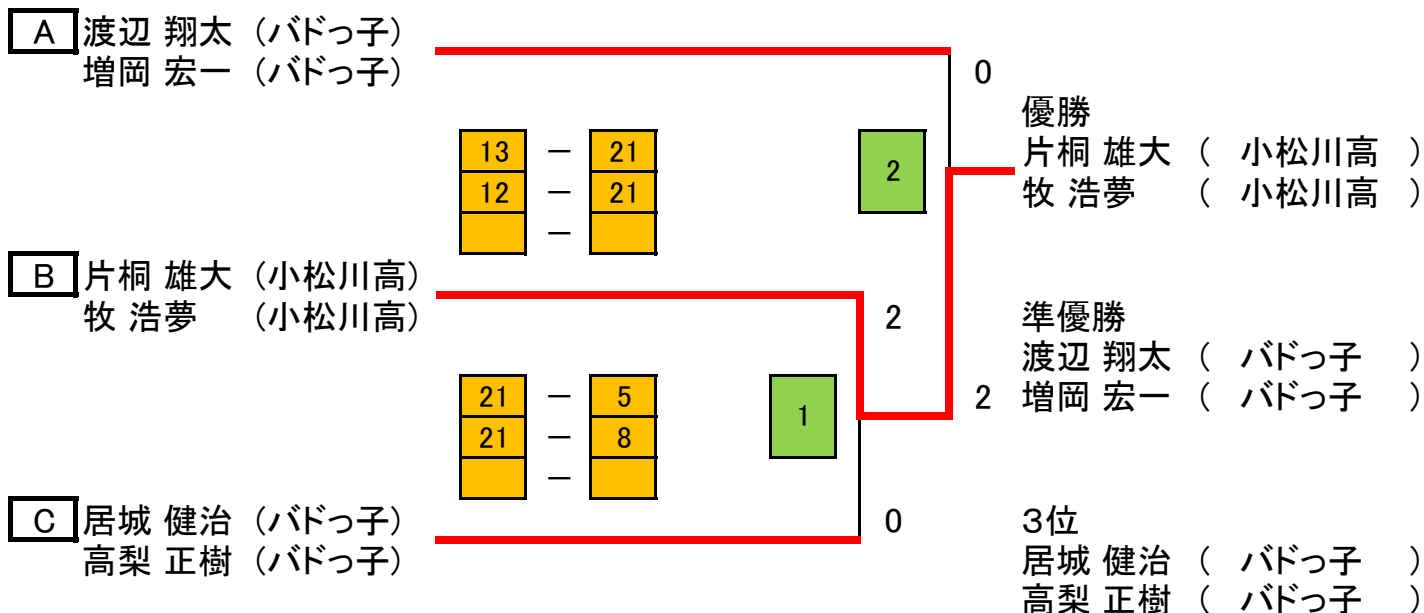 A 渡辺 翔太 (バドっ子)
増岡 宏一 (バドっ子)
0
13 － 21
12 － 21
－
2
優勝
片桐 雄大 ( 小松川高 )
牧 浩夢 ( 小松川高 )
B 片桐 雄大 (小松川高)
牧 浩夢 (小松川高)
2
21 － 5
21 － 8
－
1
2
準優勝
渡辺 翔太 ( バドっ子 )
増岡 宏一 ( バドっ子 )
C 居城 健治 (バドっ子)
高梨 正樹 (バドっ子)
0
３位
居城 健治 ( バドっ子 )
高梨 正樹 ( バドっ子 )